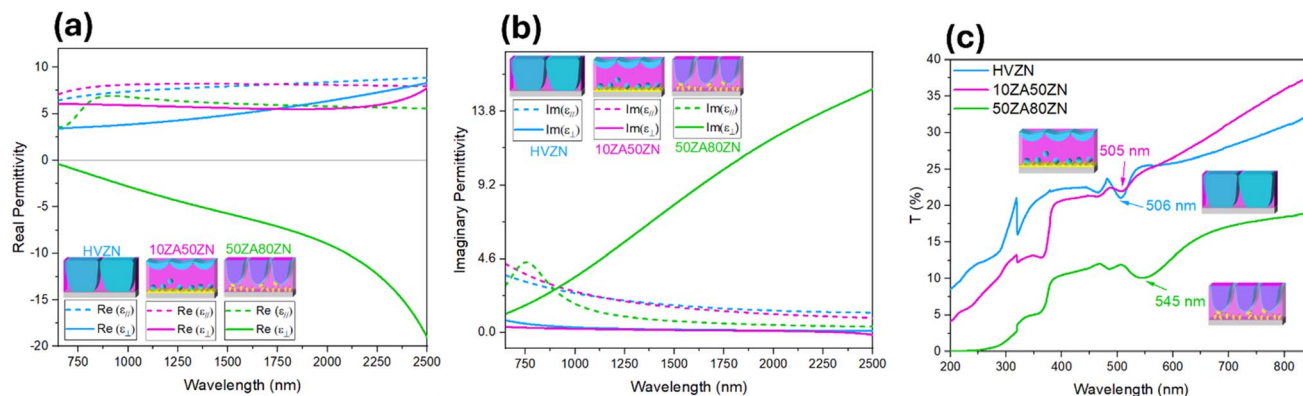 (a)
Real Permittivity
10
5
0
-5
-10
-15
-20
HVZN
10ZA50ZN
50ZA80ZN
Re (ε//)
Re (ε⊥)
Re (ε//)
Re (ε⊥)
Re (ε//)
Re (ε⊥)
750 1000 1250 1500 1750 2000 2250 2500
Wavelength (nm)
(b)
Imaginary Permittivity
13.8
9.2
4.6
0.0
Im(ε//)
Im(ε⊥)
HVZN
Im(ε//)
Im(ε⊥)
10ZA50ZN
Im(ε//)
Im(ε⊥)
50ZA80ZN
750 1000 1250 1500 1750 2000 2250 2500
Wavelength (nm)
(c)
T (%)
40
35
30
25
20
15
10
5
0
HVZN
10ZA50ZN
50ZA80ZN
505 nm
506 nm
545 nm
200 300 400 500 600 700 800
Wavelength (nm)